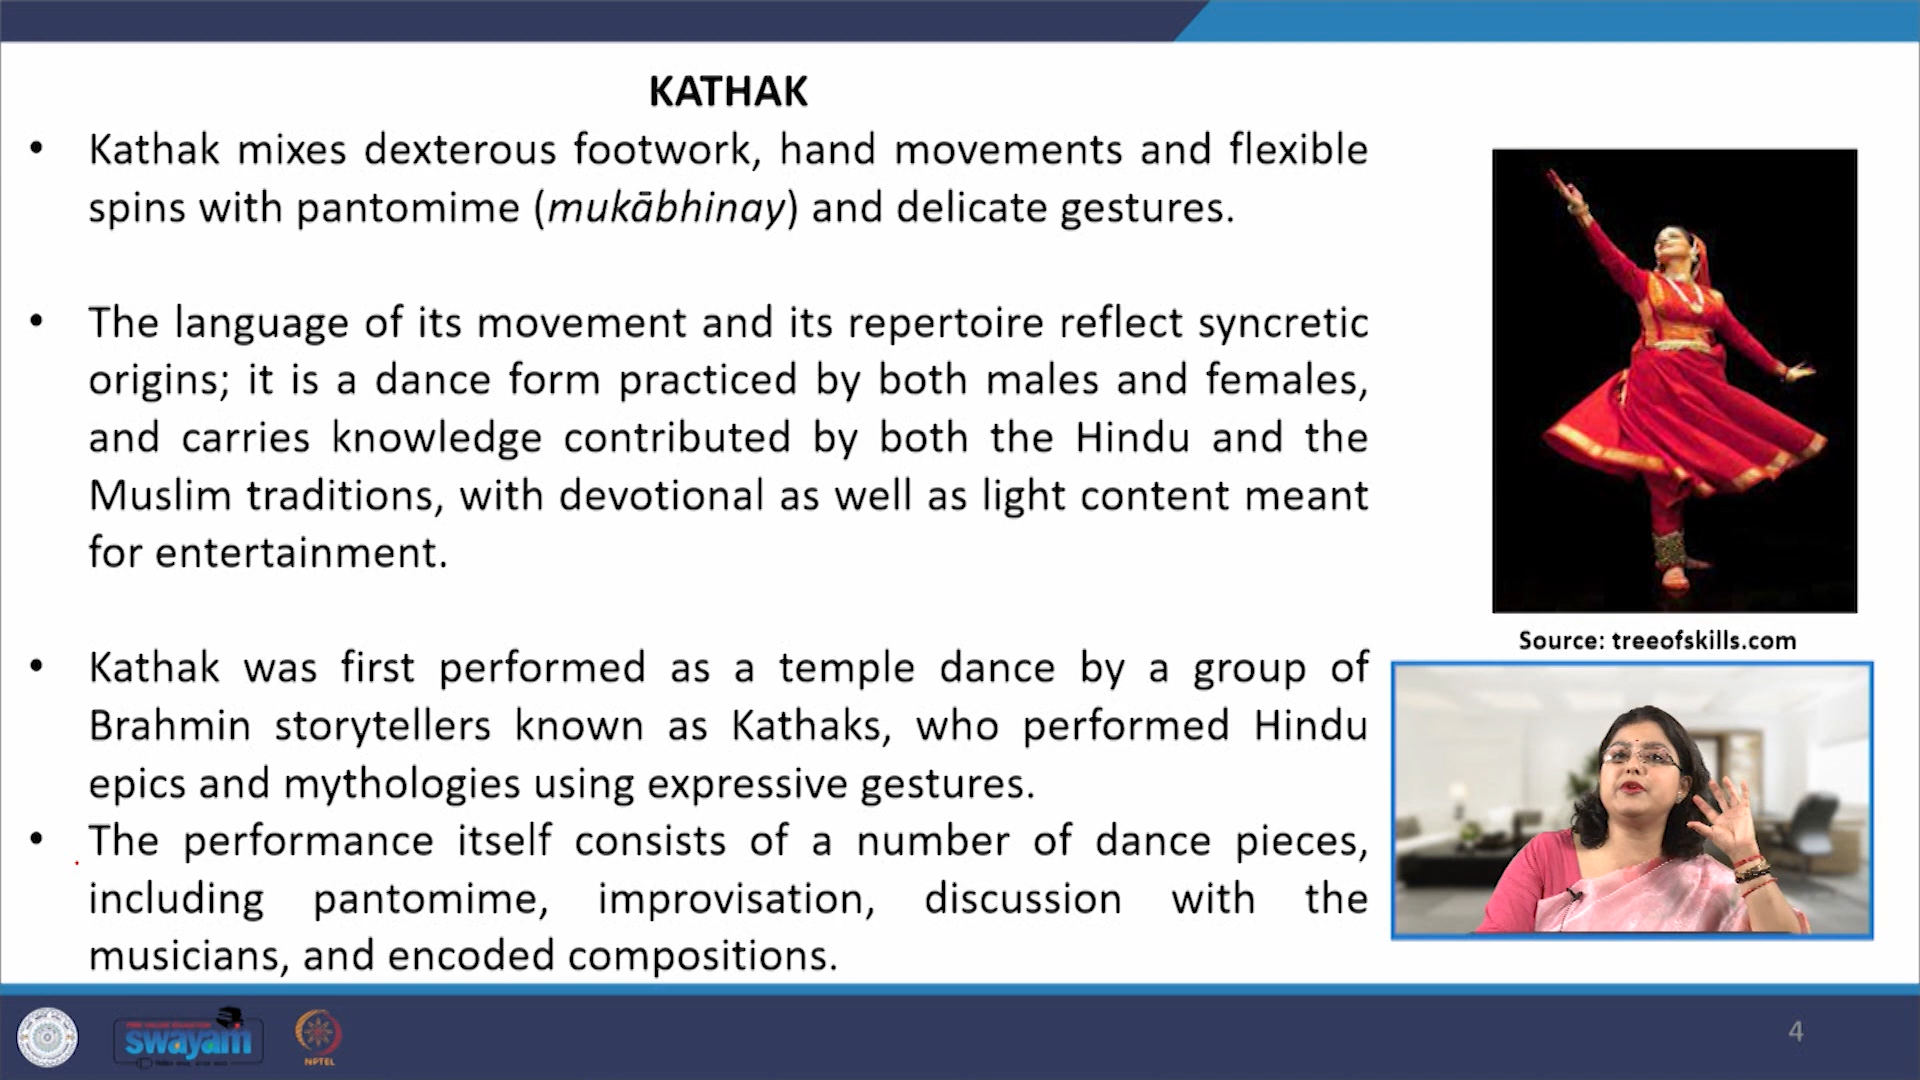 KATHAK
• Kathak mixes dexterous footwork, hand movements and flexible
spins with pantomime (mukābhinay) and delicate gestures.
• The language of its movement and its repertoire reflect syncretic
origins; it is a dance form practiced by both males and females,
and carries knowledge contributed by both the Hindu and the
Muslim traditions, with devotional as well as light content meant
for entertainment.
• Kathak was first performed as a temple dance by a group of
Brahmin storytellers known as Kathaks, who performed Hindu
epics and mythologies using expressive gestures.
• The performance itself consists of a number of dance pieces,
including pantomime, improvisation, discussion with the
musicians, and encoded compositions.
Source: treeofskills.com
swayam
NPTEL
4